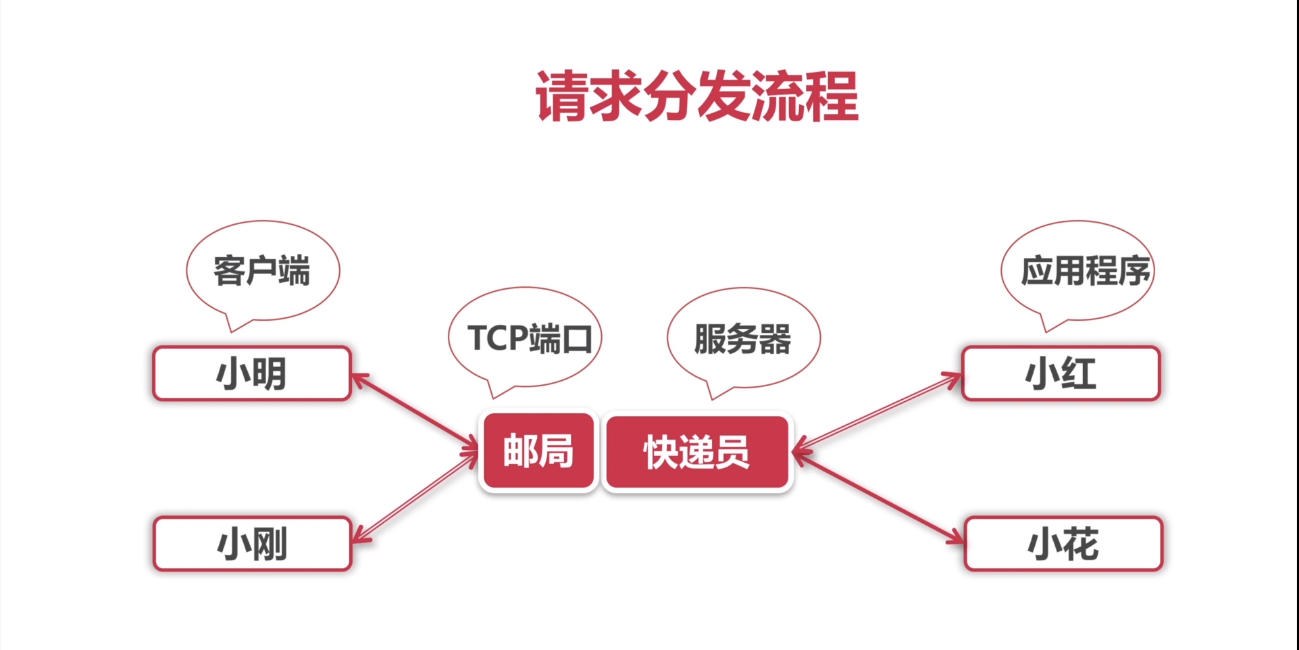 请求分发流程
客户端
应用程序
TCP端口
服务器
小明
小红
邮局
快递员
小刚
小花